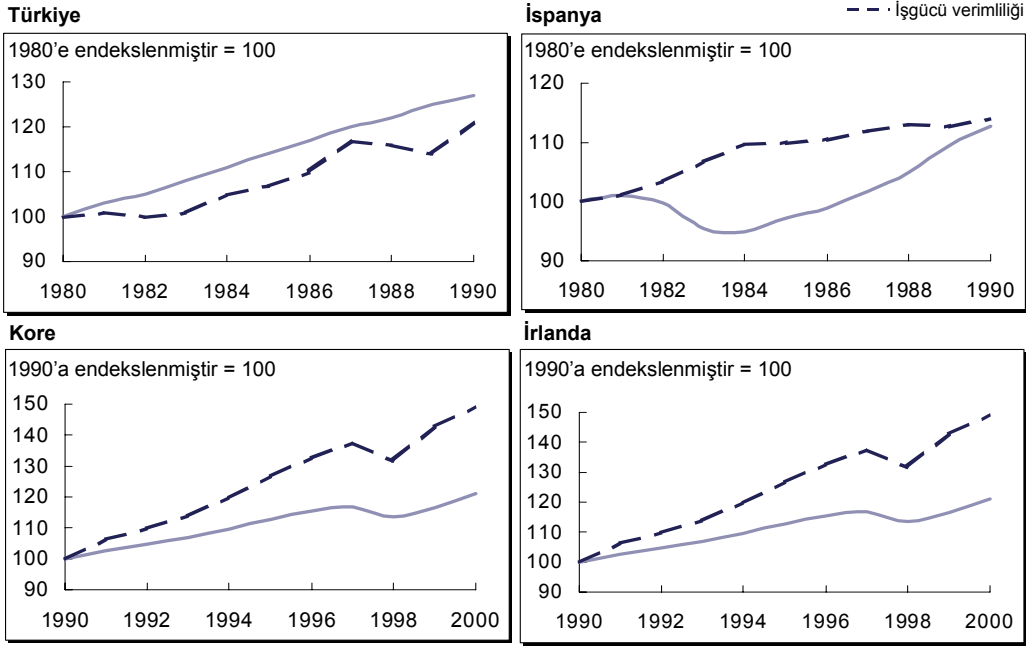 Türkiye
İspanya
İşgücü verimliliği
1980’e endekslenmiştir = 100
130
120
110
100
90
1980 1982 1984 1986 1988 1990
1980’e endekslenmiştir = 100
120
110
100
90
1980 1982 1984 1986 1988 1990
Kore
İrlanda
1990’a endekslenmiştir = 100
150
140
130
120
110
100
90
1990 1992 1994 1996 1998 2000
1990’a endekslenmiştir = 100
150
140
130
120
110
100
90
1990 1992 1994 1996 1998 2000